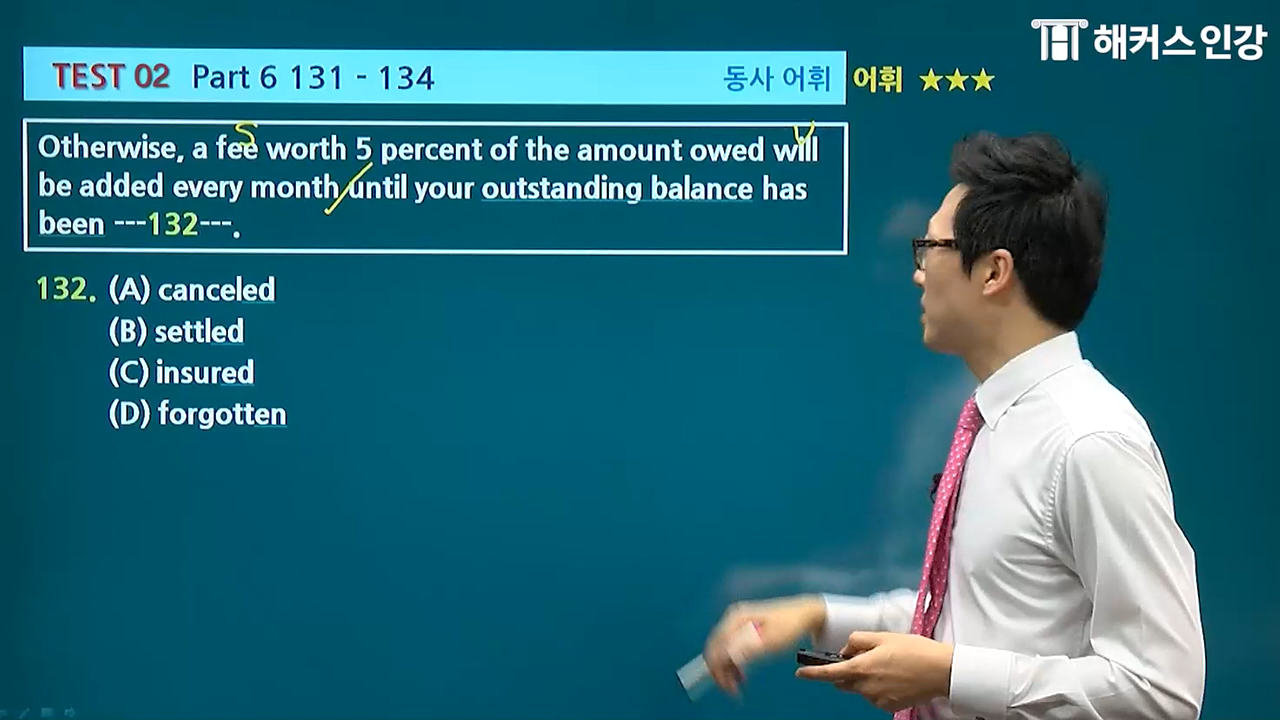 해커스인강
TEST 02 Part 6 131 - 134 동사 어휘 어휘 ★★★
S V
Otherwise, a fee worth 5 percent of the amount owed will
be added every month / until your outstanding balance has
been ---132---.
132. (A) canceled
(B) settled
(C) insured
(D) forgotten